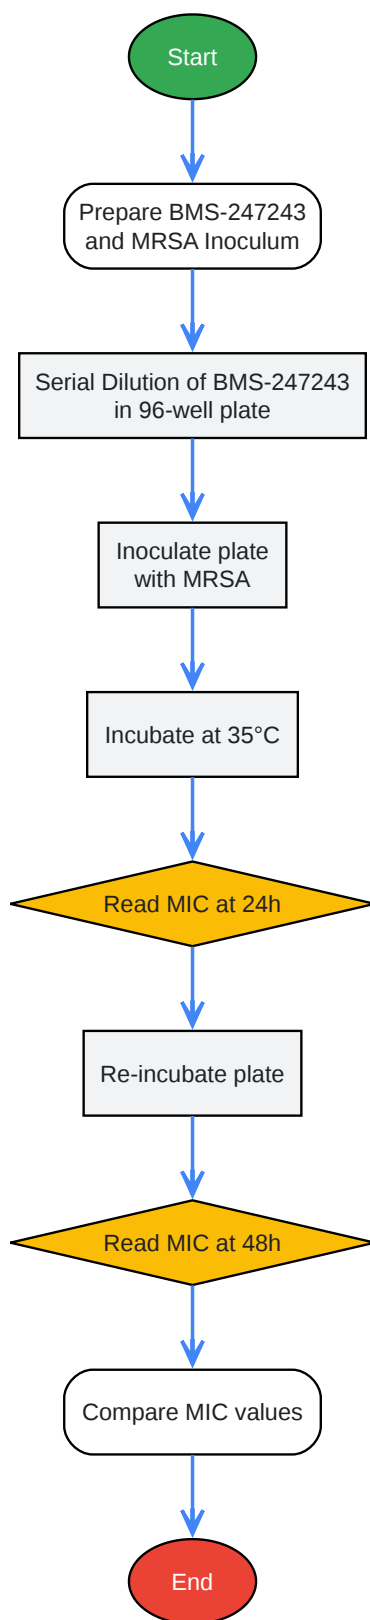 Start
Prepare BMS-247243
and MRSA Inoculum
Serial Dilution of BMS-247243
in 96-well plate
Inoculate plate
with MRSA
Incubate at 35°C
Read MIC at 24h
Re-incubate plate
Read MIC at 48h
Compare MIC values
End